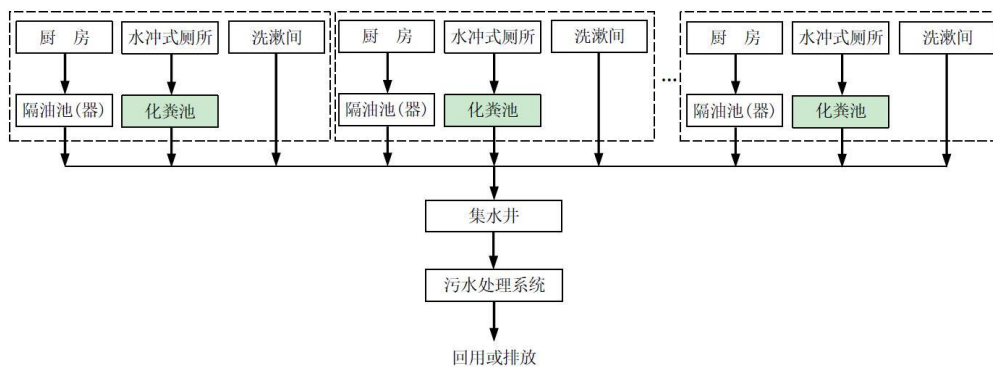 厨 房
水冲式厕所
洗漱间
厨 房
水冲式厕所
洗漱间
厨 房
水冲式厕所
洗漱间
...
隔油池(器)
化粪池
隔油池(器)
化粪池
隔油池(器)
化粪池
集水井
污水处理系统
回用或排放